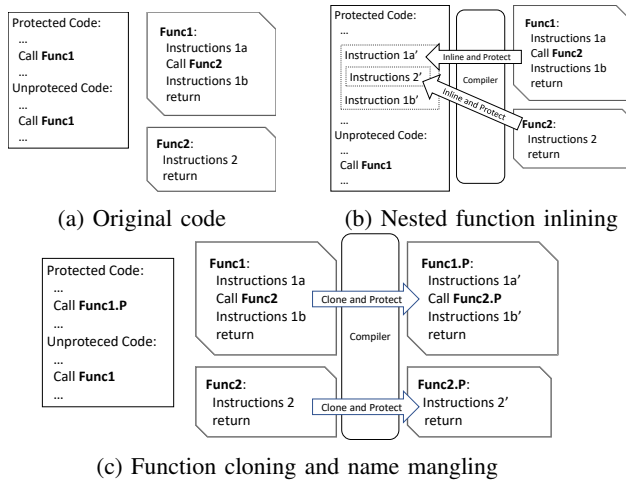 Protected Code:
...
Call Func1
...
Unproteced Code:
...
Call Func1
...
Func1:
Instructions 1a
Call Func2
Instructions 1b
return
Func2:
Instructions 2
return
(a) Original code
Protected Code:
...
Instruction 1a'
Instructions 2'
Instruction 1b'
...
Unproteced Code:
...
Call Func1
...
Inline and Protect
Compiler
Inline and Protect
Func1:
Instructions 1a
Call Func2
Instructions 1b
return
Func2:
Instructions 2
return
(b) Nested function inlining
Protected Code:
...
Call Func1.P
...
Unproteced Code:
...
Call Func1
...
Func1:
Instructions 1a
Call Func2
Instructions 1b
return
Func2:
Instructions 2
return
Clone and Protect
Compiler
Clone and Protect
Func1.P:
Instructions 1a'
Call Func2.P
Instructions 1b'
return
Func2.P:
Instructions 2'
return
(c) Function cloning and name mangling